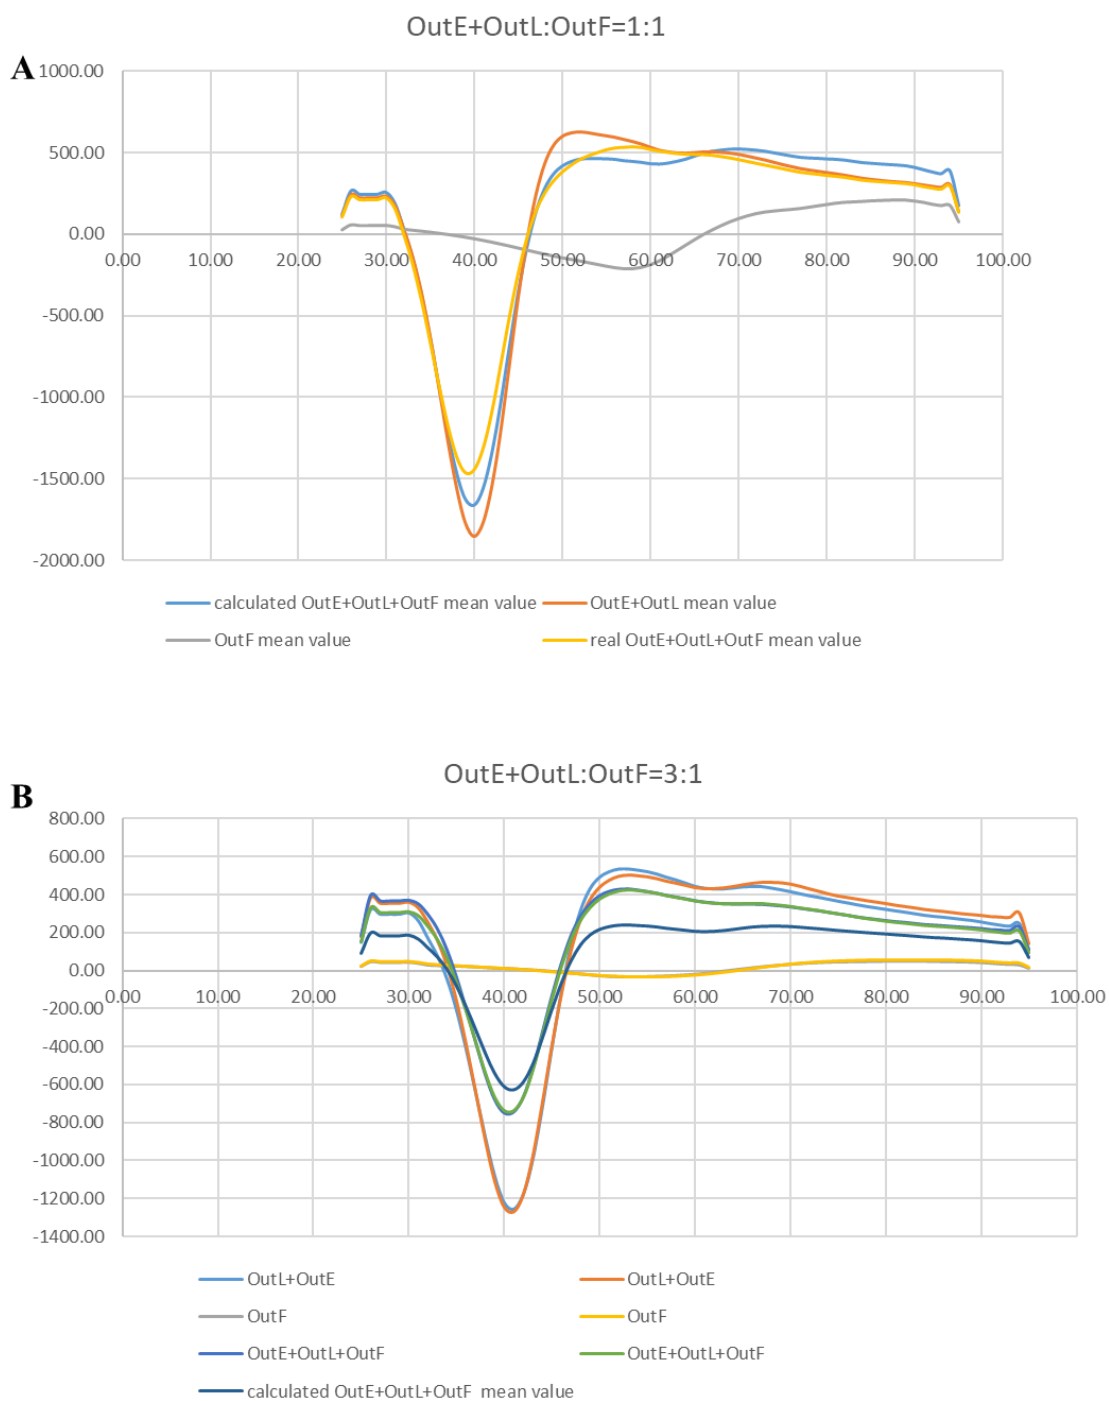 OutE+OutL:OutF=1:1
A
1000.00
500.00
0.00
0.00 10.00 20.00 30.00 40.00 50.00 60.00 70.00 80.00 90.00 100.00
-500.00
-1000.00
-1500.00
-2000.00
calculated OutE+OutL+OutF mean value OutE+OutL mean value
OutF mean value real OutE+OutL+OutF mean value
OutE+OutL:OutF=3:1
B
800.00
600.00
400.00
200.00
0.00
0.00 10.00 20.00 30.00 40.00 50.00 60.00 70.00 80.00 90.00 100.00
-200.00
-400.00
-600.00
-800.00
-1000.00
-1200.00
-1400.00
OutL+OutE OutL+OutE
OutF OutF
OutE+OutL+OutF OutE+OutL+OutF
calculated OutE+OutL+OutF mean value